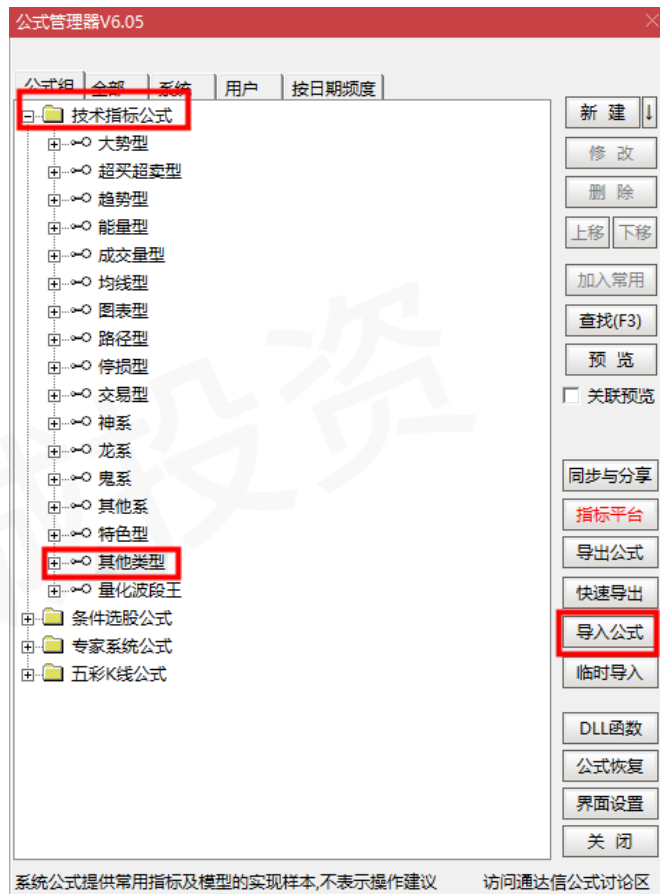 公式管理器V6.05
公式组 全部 系统 用户 按日期频度
技术指标公式
大势型
超买超卖型
趋势型
能量型
成交量型
均线型
图表型
路径型
停损型
交易型
神系
龙系
鬼系
其他系
特色型
其他类型
量化波段王
条件选股公式
专家系统公式
五彩K线公式
新 建 ↓
修 改
删 除
上移 下移
加入常用
查找(F3)
预 览
关联预览
同步与分享
指标平台
导出公式
快速导出
导入公式
临时导入
DLL函数
公式恢复
界面设置
关 闭
系统公式提供常用指标及模型的实现样本,不表示操作建议 访问通达信公式讨论区
投资